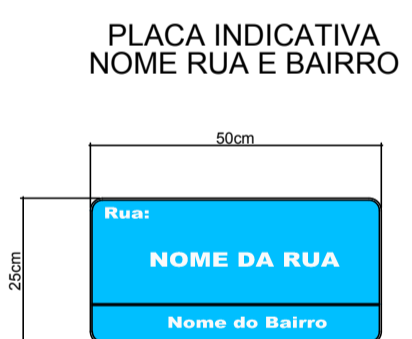 PLACA INDICATIVA
NOME RUA E BAIRRO
50cm
25cm
Rua:
NOME DA RUA
Nome do Bairro